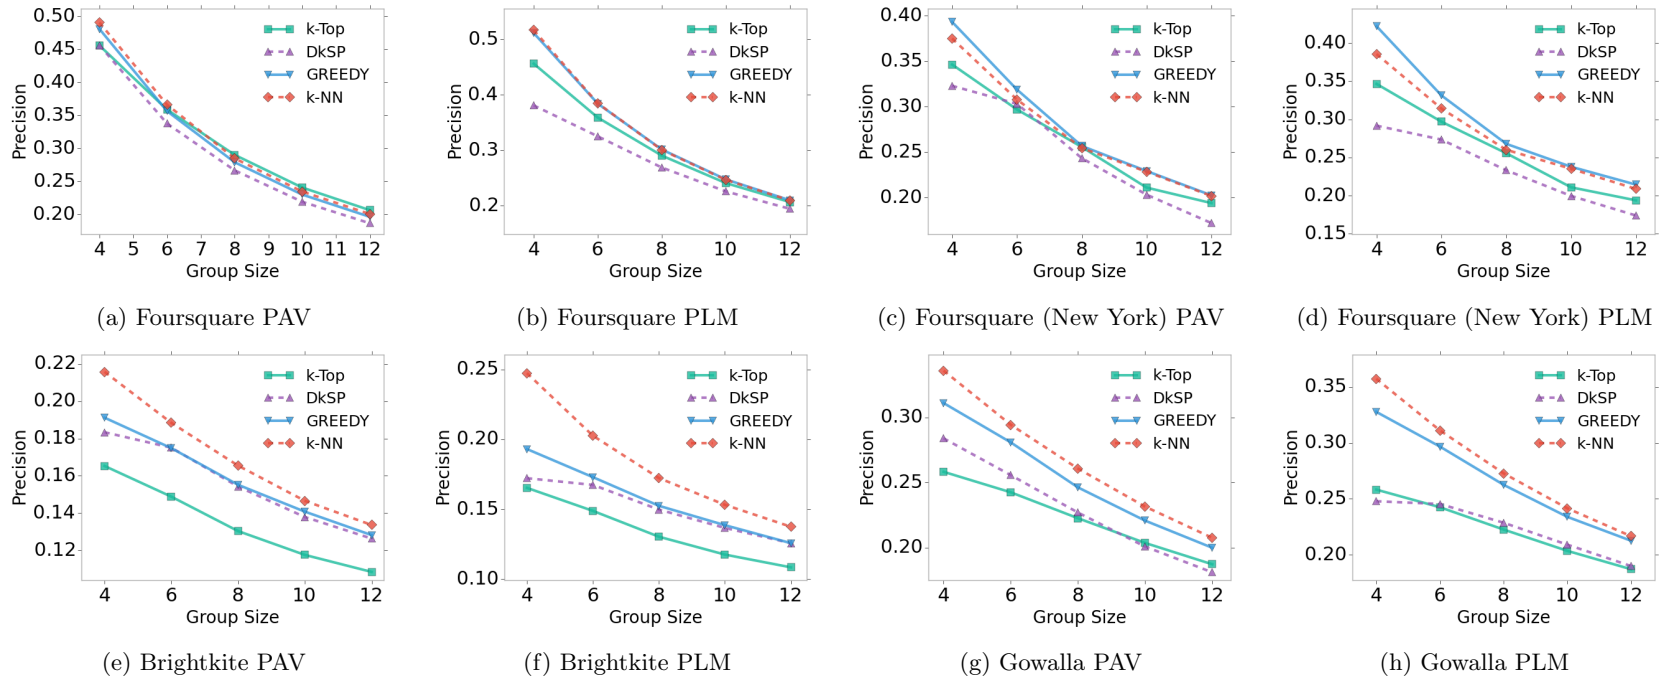 0.50
0.45
0.40
0.35
0.30
0.25
0.20
Precision
k-Top
DkSP
GREEDY
k-NN
4 5 6 7 8 9 10 11 12
Group Size
(a) Foursquare PAV
0.5
0.4
0.3
0.2
Precision
k-Top
DkSP
GREEDY
k-NN
4 6 8 10 12
Group Size
(b) Foursquare PLM
0.40
0.35
0.30
0.25
0.20
Precision
k-Top
DkSP
GREEDY
k-NN
4 6 8 10 12
Group Size
(c) Foursquare (New York) PAV
0.40
0.35
0.30
0.25
0.20
0.15
Precision
k-Top
DkSP
GREEDY
k-NN
4 6 8 10 12
Group Size
(d) Foursquare (New York) PLM
0.22
0.20
0.18
0.16
0.14
0.12
Precision
k-Top
DkSP
GREEDY
k-NN
4 6 8 10 12
Group Size
(e) Brightkite PAV
0.25
0.20
0.15
0.10
Precision
k-Top
DkSP
GREEDY
k-NN
4 6 8 10 12
Group Size
(f) Brightkite PLM
0.30
0.25
0.20
Precision
k-Top
DkSP
GREEDY
k-NN
4 6 8 10 12
Group Size
(g) Gowalla PAV
0.35
0.30
0.25
0.20
Precision
k-Top
DkSP
GREEDY
k-NN
4 6 8 10 12
Group Size
(h) Gowalla PLM